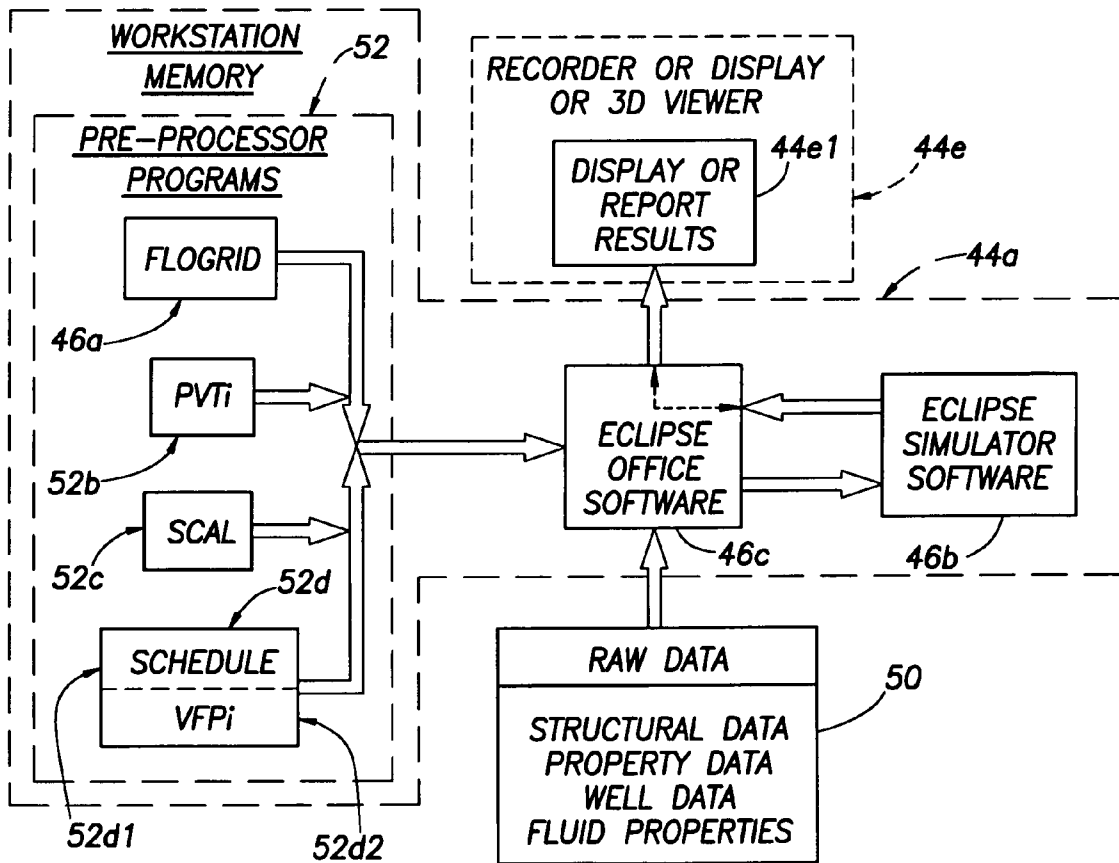 WORKSTATION
MEMORY
52
PRE-PROCESSOR
PROGRAMS
FLOGRID
46a
PVTi
52b
SCAL
52c
52d
SCHEDULE
VFPi
52d1
52d2
RECORDER OR DISPLAY
OR 3D VIEWER
44e1
44e
DISPLAY OR
REPORT
RESULTS
44a
ECLIPSE
OFFICE
SOFTWARE
46c
ECLIPSE
SIMULATOR
SOFTWARE
46b
RAW DATA
50
STRUCTURAL DATA
PROPERTY DATA
WELL DATA
FLUID PROPERTIES